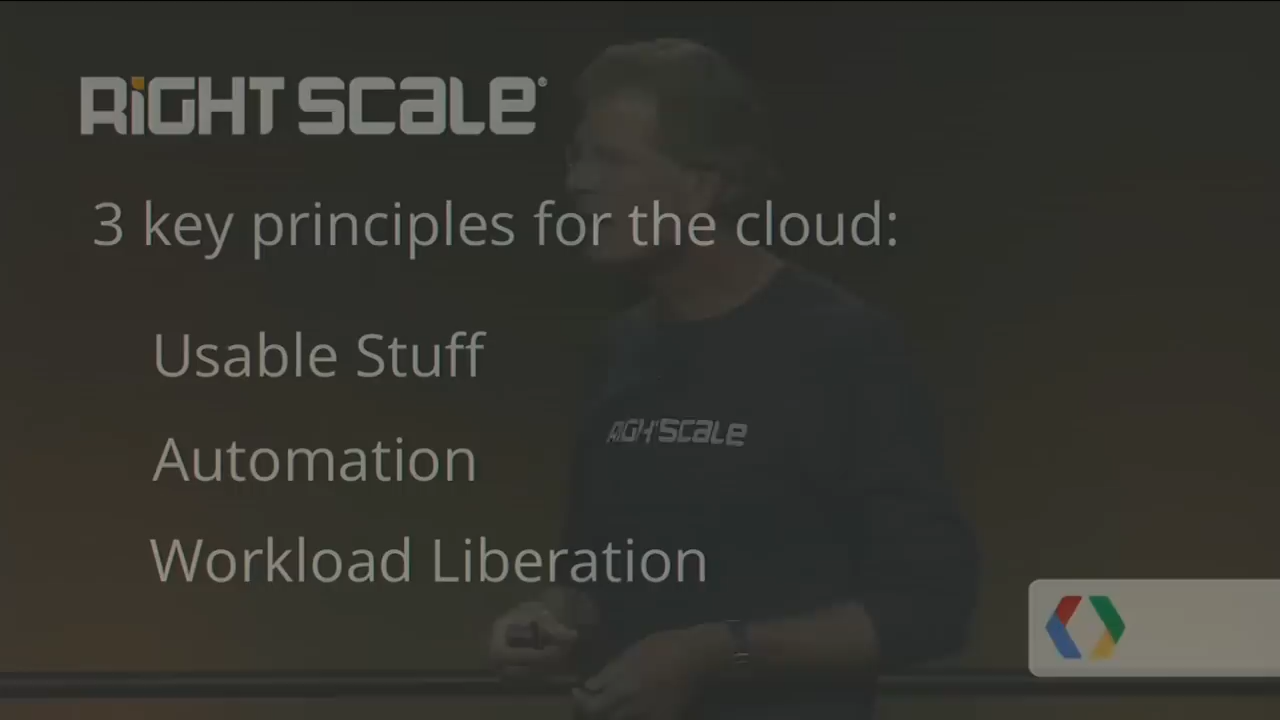 RiGHT SCALE®
3 key principles for the cloud:
Usable Stuff
Automation
RIGHTSCALE
Workload Liberation